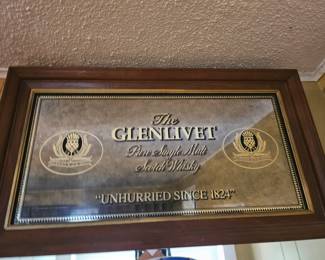 The
GLENLIVET
Pure Single Malt
Scotch Whisky
"UNHURRIED SINCE 1824"